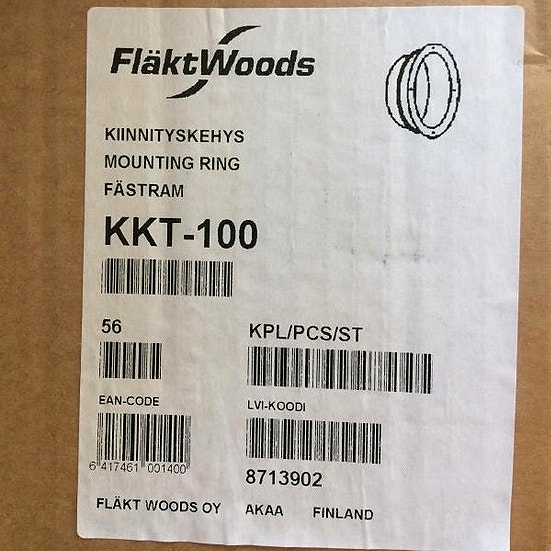 FläktWoods
KIINNITYSKEHYS
MOUNTING RING
FÄSTRAM
KKT-100
56
KPL/PCS/ST
EAN-CODE
LVI-KOODI
6 417461 001400
8713902
FLÄKT WOODS OY AKAA FINLAND